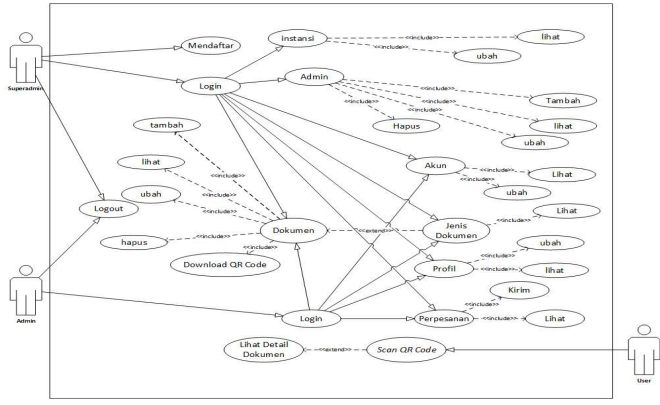 instansi
<<include>>
lihat
<<include>>
ubah
Mendaftar
Superadmin
Login
Admin
<<include>>
Tambah
<<include>>
<<include>>
lihat
<<include>>
ubah
Hapus
tambah
<<include>>
lihat
<<include>>
ubah
<<include>>
Akun
<<include>>
Lihat
<<include>>
ubah
Logout
Dokumen
<<extend>>
Jenis
Dokumen
<<include>>
Lihat
hapus
<<include>>
<<include>>
Download QR Code
Profil
<<include>>
ubah
<<include>>
lihat
Admin
Login
Perpesanan
<<include>>
Kirim
<<include>>
Lihat
Lihat Detail
Dokumen
<<extend>>
Scan QR Code
User